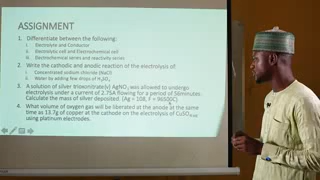 ASSIGNMENT
1. Differentiate between the following:
i. Electrolyte and Conductor
ii. Electrolytic cell and Electrochemical cell
iii. Electrochemical series and reactivity series
2. Write the cathodic and anodic reaction of the electrolysis of:
i. Concentrated sodium chloride (NaCl)
ii. Water by adding few drops of H₂SO₄
3. A solution of silver trioxonitrate(v) AgNO₃ was allowed to undergo
electrolysis under a current of 2.75A flowing for a period of 56minutes.
Calculate the mass of silver deposited. [Ag = 108, F = 96500C]
4. What volume of oxygen gas will be liberated at the anode at the same
time as 13.7g of copper at the cathode on the electrolysis of CuSO₄
using platinum electrodes.